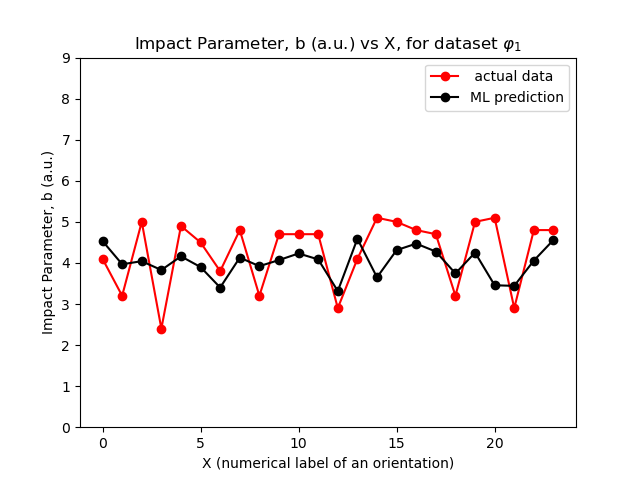 Impact Parameter, b (a.u.) vs X, for dataset φ₁
actual data
ML prediction
Impact Parameter, b (a.u.)
9
8
7
6
5
4
3
2
1
0
0 5 10 15 20
X (numerical label of an orientation)